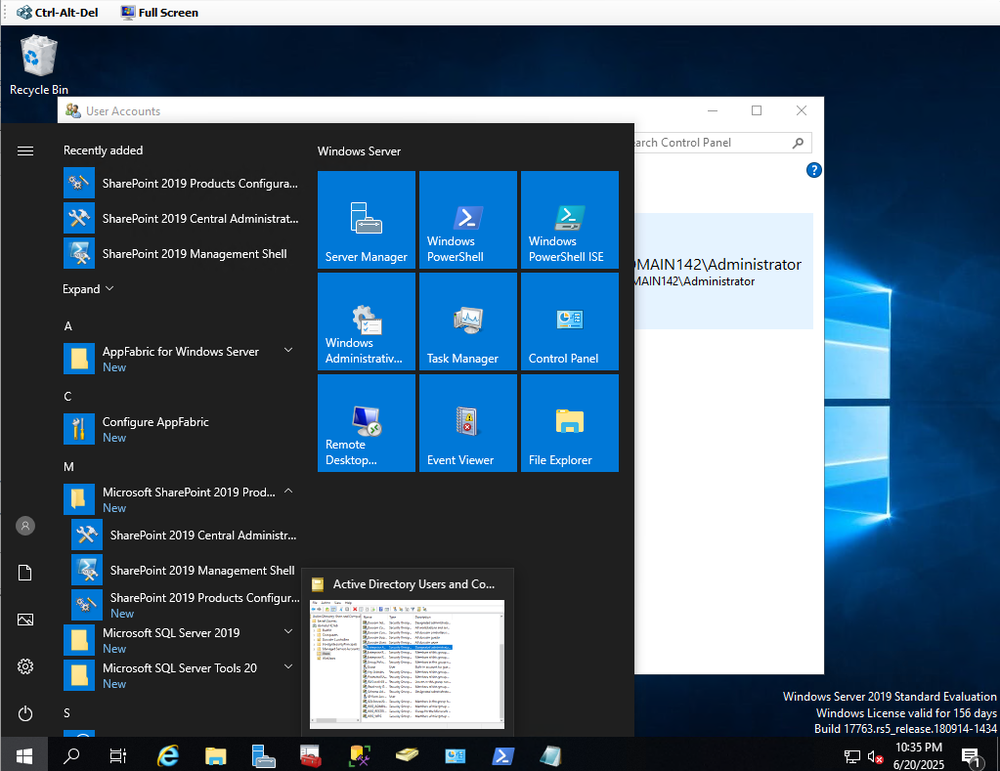 Ctrl-Alt-Del
Full Screen
Recycle Bin
User Accounts
Recently added
SharePoint 2019 Products Configura...
SharePoint 2019 Central Administrat...
SharePoint 2019 Management Shell
Expand
A
AppFabric for Windows Server
New
C
Configure AppFabric
New
M
Microsoft SharePoint 2019 Prod...
New
SharePoint 2019 Central Administr...
SharePoint 2019 Management Shell
SharePoint 2019 Products Configur...
New
Microsoft SQL Server 2019
New
Microsoft SQL Server Tools 20
New
S
Windows Server
Server Manager
Windows
PowerShell
Windows
PowerShell ISE
Windows
Administrativ...
Task Manager
Control Panel
Remote
Desktop...
Event Viewer
File Explorer
earch Control Panel
?
OMAIN142\Administrator
MAIN142\Administrator
Active Directory Users and Co...
Windows Server 2019 Standard Evaluation
Windows License valid for 156 days
Build 17763.rs5_release.180914-1434
10:35 PM
6/20/2025
1